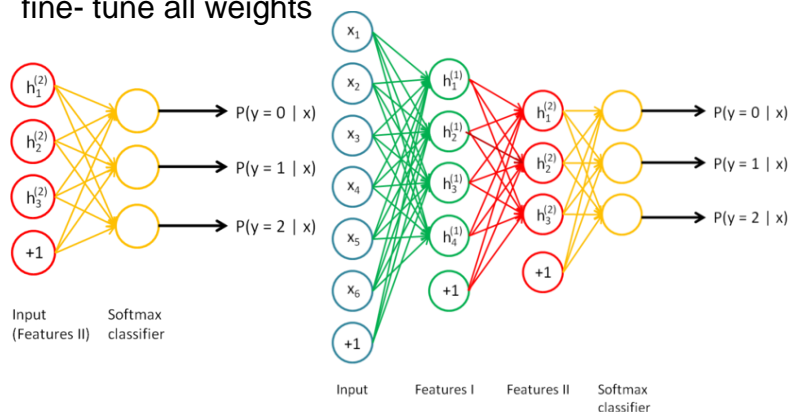 fine- tune all weights
h₁⁽²⁾
h₂⁽²⁾
h₃⁽²⁾
+1
P(y = 0 | x)
P(y = 1 | x)
P(y = 2 | x)
Input
(Features II)
Softmax
classifier
x₁
x₂
x₃
x₄
x₅
x₆
+1
h₁⁽¹⁾
h₂⁽¹⁾
h₃⁽¹⁾
h₄⁽¹⁾
+1
h₁⁽²⁾
h₂⁽²⁾
h₃⁽²⁾
+1
P(y = 0 | x)
P(y = 1 | x)
P(y = 2 | x)
Input
Features I
Features II
Softmax
classifier